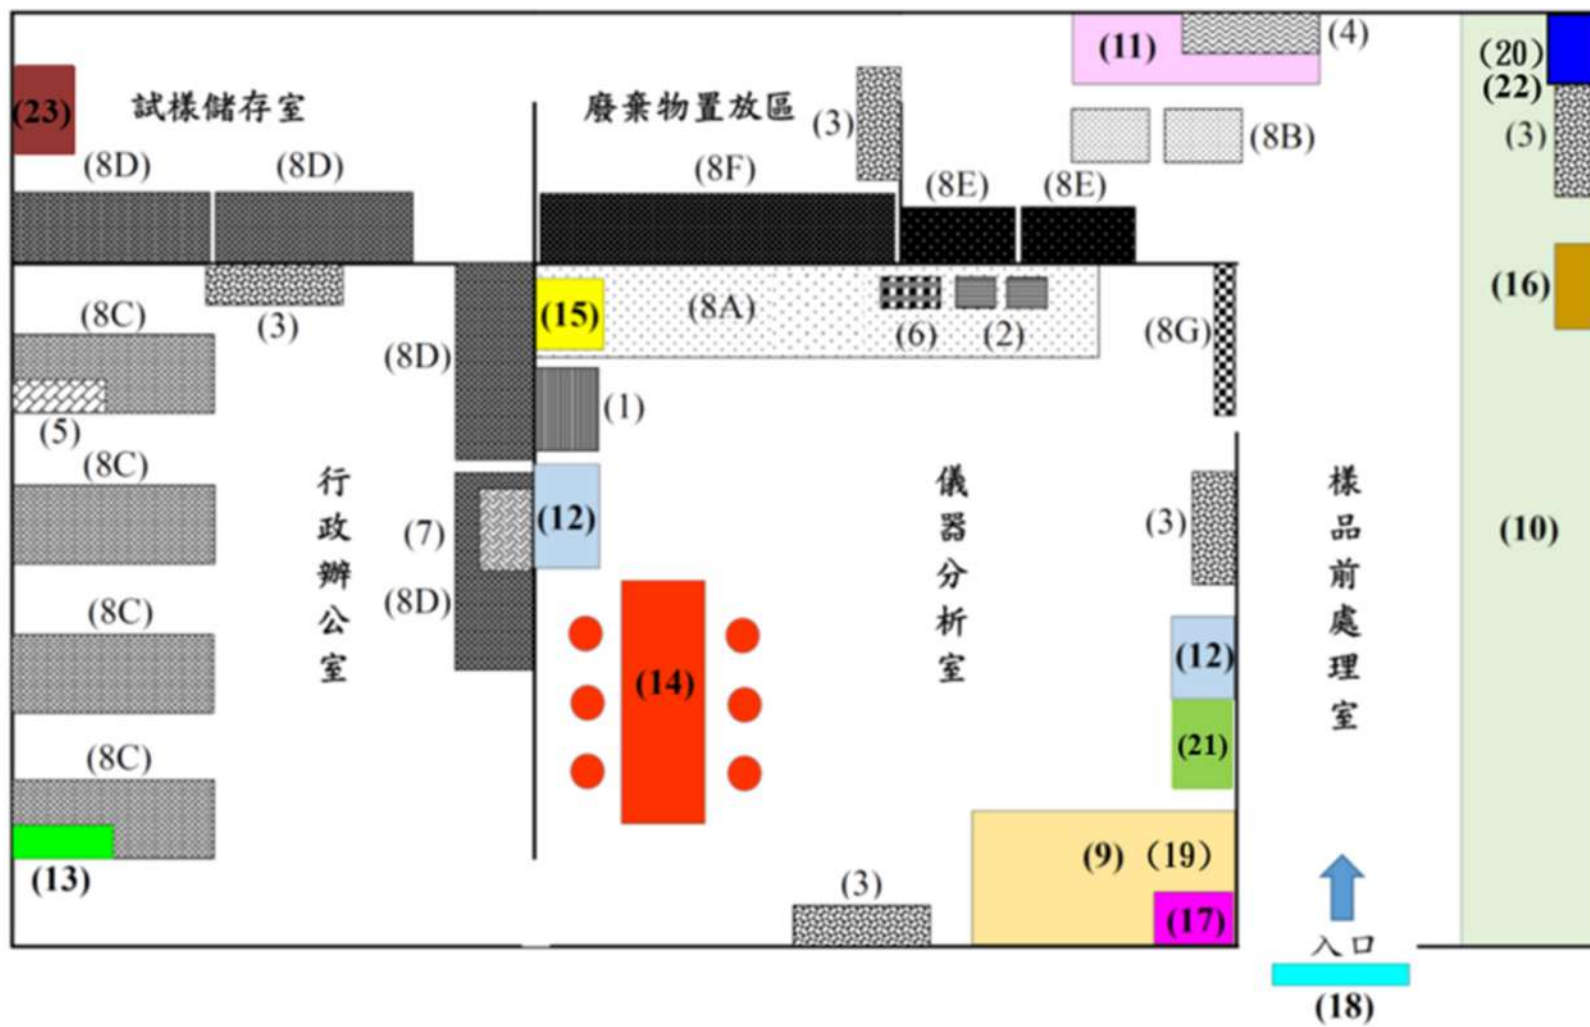 (11)
(4)
(20)
(22)
(23)
試樣儲存室
廢棄物置放區
(3)
(8B)
(3)
(8D)
(8D)
(8F)
(8E)
(8E)
(16)
(8C)
(3)
(8D)
(15)
(8A)
(6)
(2)
(8G)
(5)
(1)
(8C)
行政辦公室
(7)
(12)
儀器分析室
(3)
樣品前處理室
(10)
(8D)
(8C)
(14)
(12)
(21)
(8C)
(13)
(3)
(9)（19）
(17)
入口
(18)